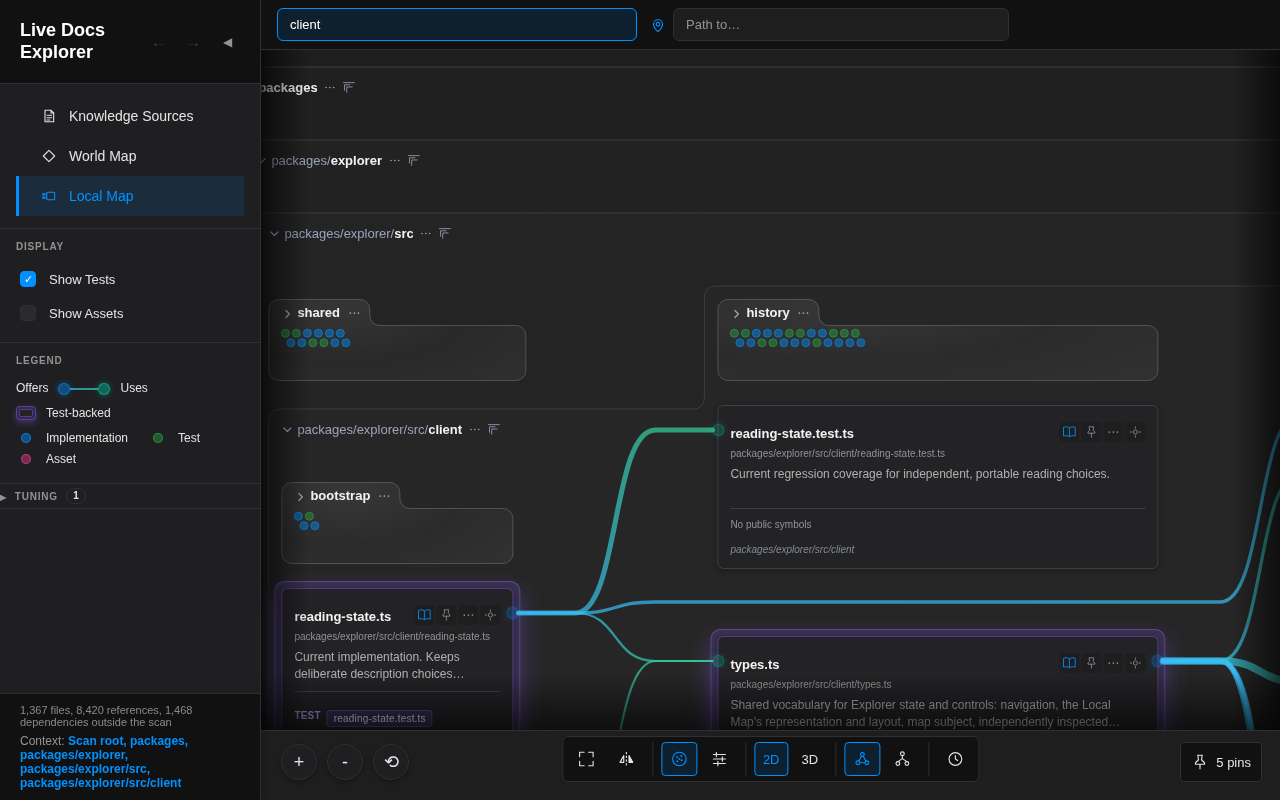 Live Docs
Explorer
← → ◀
Knowledge Sources
World Map
Local Map
DISPLAY
✓ Show Tests
Show Assets
LEGEND
Offers Uses
Test-backed
Implementation Test
Asset
▶ TUNING 1
1,367 files, 8,420 references, 1,468
dependencies outside the scan
Context: Scan root, packages,
packages/explorer,
packages/explorer/src,
packages/explorer/src/client
client
Path to…
packages ···
packages/explorer ···
packages/explorer/src ···
shared ···
history ···
packages/explorer/src/client ···
bootstrap ···
reading-state.test.ts ···
packages/explorer/src/client/reading-state.test.ts
Current regression coverage for independent, portable reading choices.
No public symbols
packages/explorer/src/client
reading-state.ts ···
packages/explorer/src/client/reading-state.ts
Current implementation. Keeps
deliberate description choices…
TEST reading-state.test.ts
types.ts ···
packages/explorer/src/client/types.ts
Shared vocabulary for Explorer state and controls: navigation, the Local
Map's representation and layout, map subject, independently inspected…
+ - ⟲
2D 3D
5 pins